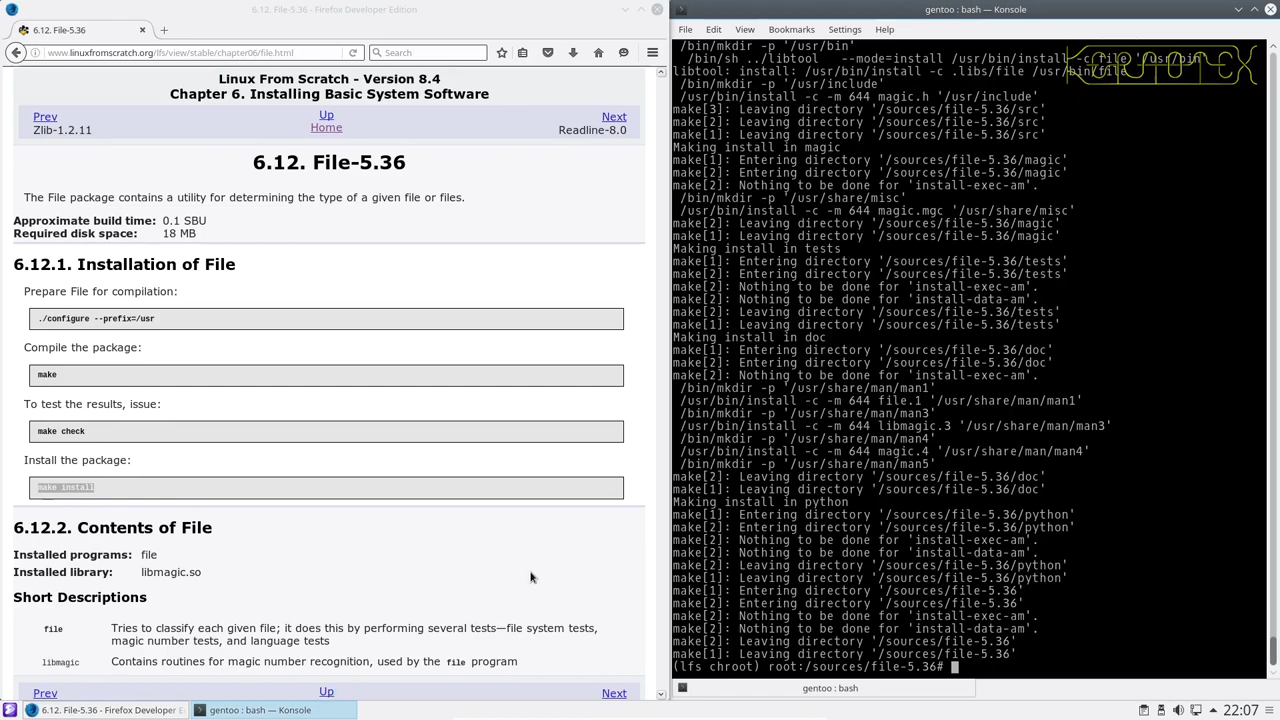 6.12. File-5.36 - Firefox Developer Edition
6.12. File-5.36
www.linuxfromscratch.org/lfs/view/stable/chapter06/file.html
Search
Linux From Scratch - Version 8.4
Chapter 6. Installing Basic System Software
Prev
Up
Next
Zlib-1.2.11
Home
Readline-8.0
6.12. File-5.36
The File package contains a utility for determining the type of a given file or files.
Approximate build time: 0.1 SBU
Required disk space: 18 MB
6.12.1. Installation of File
Prepare File for compilation:
./configure --prefix=/usr
Compile the package:
make
To test the results, issue:
make check
Install the package:
make install
6.12.2. Contents of File
Installed programs: file
Installed library: libmagic.so
Short Descriptions
file Tries to classify each given file; it does this by performing several tests—file system tests,
magic number tests, and language tests
libmagic Contains routines for magic number recognition, used by the file program
Prev
Up
Next
gentoo : bash — Konsole
File Edit View Bookmarks Settings Help
/bin/mkdir -p '/usr/bin'
/bin/sh ../libtool --mode=install /usr/bin/install -c file '/usr/bin'
libtool: install: /usr/bin/install -c .libs/file /usr/bin/file
/bin/mkdir -p '/usr/include'
/usr/bin/install -c -m 644 magic.h '/usr/include'
make[3]: Leaving directory '/sources/file-5.36/src'
make[2]: Leaving directory '/sources/file-5.36/src'
make[1]: Leaving directory '/sources/file-5.36/src'
Making install in magic
make[1]: Entering directory '/sources/file-5.36/magic'
make[2]: Entering directory '/sources/file-5.36/magic'
make[2]: Nothing to be done for 'install-exec-am'.
/bin/mkdir -p '/usr/share/misc'
/usr/bin/install -c -m 644 magic.mgc '/usr/share/misc'
make[2]: Leaving directory '/sources/file-5.36/magic'
make[1]: Leaving directory '/sources/file-5.36/magic'
Making install in tests
make[1]: Entering directory '/sources/file-5.36/tests'
make[2]: Entering directory '/sources/file-5.36/tests'
make[2]: Nothing to be done for 'install-exec-am'.
make[2]: Nothing to be done for 'install-data-am'.
make[2]: Leaving directory '/sources/file-5.36/tests'
make[1]: Leaving directory '/sources/file-5.36/tests'
Making install in doc
make[1]: Entering directory '/sources/file-5.36/doc'
make[2]: Entering directory '/sources/file-5.36/doc'
make[2]: Nothing to be done for 'install-exec-am'.
/bin/mkdir -p '/usr/share/man/man1'
/usr/bin/install -c -m 644 file.1 '/usr/share/man/man1'
/bin/mkdir -p '/usr/share/man/man3'
/usr/bin/install -c -m 644 libmagic.3 '/usr/share/man/man3'
/bin/mkdir -p '/usr/share/man/man4'
/usr/bin/install -c -m 644 magic.4 '/usr/share/man/man4'
/bin/mkdir -p '/usr/share/man/man5'
make[2]: Leaving directory '/sources/file-5.36/doc'
make[1]: Leaving directory '/sources/file-5.36/doc'
Making install in python
make[1]: Entering directory '/sources/file-5.36/python'
make[2]: Entering directory '/sources/file-5.36/python'
make[2]: Nothing to be done for 'install-exec-am'.
make[2]: Nothing to be done for 'install-data-am'.
make[2]: Leaving directory '/sources/file-5.36/python'
make[1]: Leaving directory '/sources/file-5.36/python'
make[1]: Entering directory '/sources/file-5.36'
make[2]: Entering directory '/sources/file-5.36'
make[2]: Nothing to be done for 'install-exec-am'.
make[2]: Nothing to be done for 'install-data-am'.
make[2]: Leaving directory '/sources/file-5.36'
make[1]: Leaving directory '/sources/file-5.36'
(lfs chroot) root:/sources/file-5.36#
gentoo : bash
6.12. File-5.36 - Firefox Developer E
gentoo : bash — Konsole
22:07